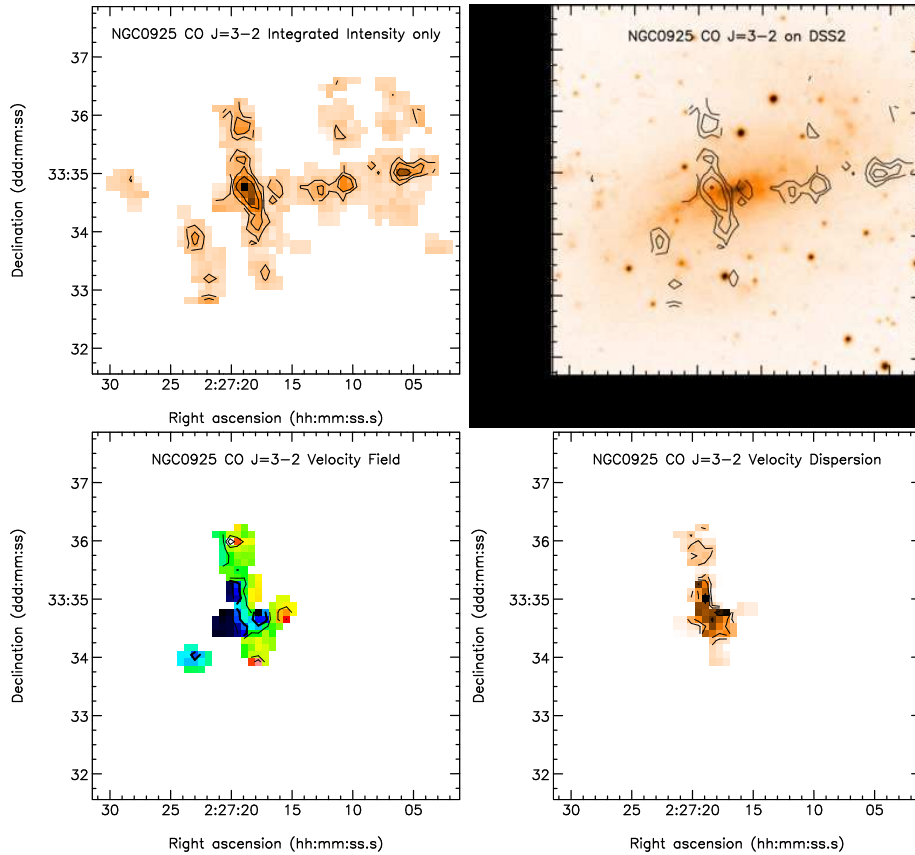 NGC0925 CO J=3-2 Integrated Intensity only
37
36
33:35
34
33
32
Declination (ddd:mm:ss)
30 25 2:27:20 15 10 05
Right ascension (hh:mm:ss.s)
NGC0925 CO J=3-2 on DSS2
NGC0925 CO J=3-2 Velocity Field
37
36
33:35
34
33
32
Declination (ddd:mm:ss)
30 25 2:27:20 15 10 05
Right ascension (hh:mm:ss.s)
NGC0925 CO J=3-2 Velocity Dispersion
37
36
33:35
34
33
32
Declination (ddd:mm:ss)
30 25 2:27:20 15 10 05
Right ascension (hh:mm:ss.s)